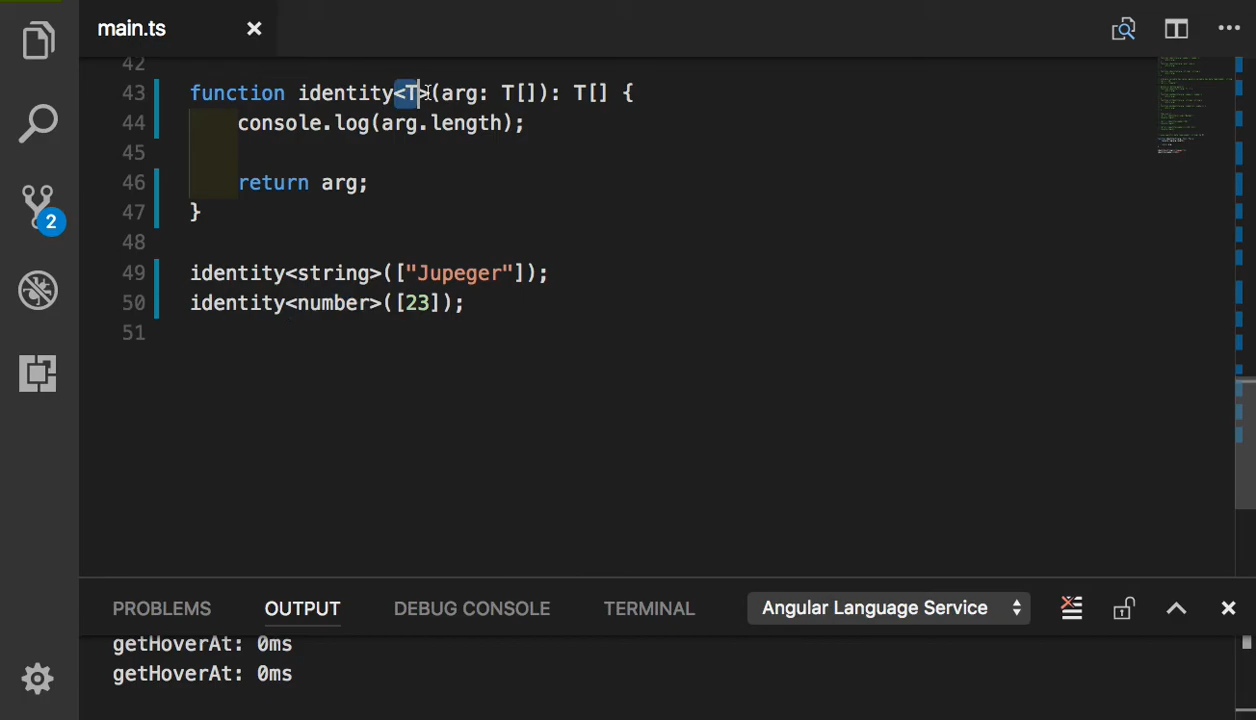 main.ts
42
43 function identity<T>(arg: T[]): T[] {
44 console.log(arg.length);
45
46 return arg;
47 }
48
49 identity<string>(["Jupeger"]);
50 identity<number>([23]);
51
2
PROBLEMS OUTPUT DEBUG CONSOLE TERMINAL Angular Language Service
getHoverAt: 0ms
getHoverAt: 0ms